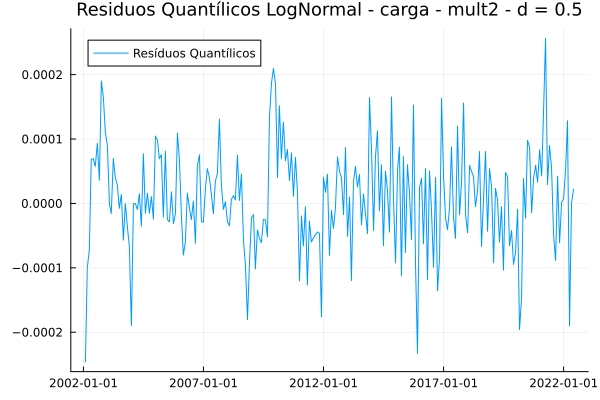 Residuos Quantílicos LogNormal - carga - mult2 - d = 0.5
Resíduos Quantílicos
0.0002
0.0001
0.0000
−0.0001
−0.0002
2002-01-01 2007-01-01 2012-01-01 2017-01-01 2022-01-01